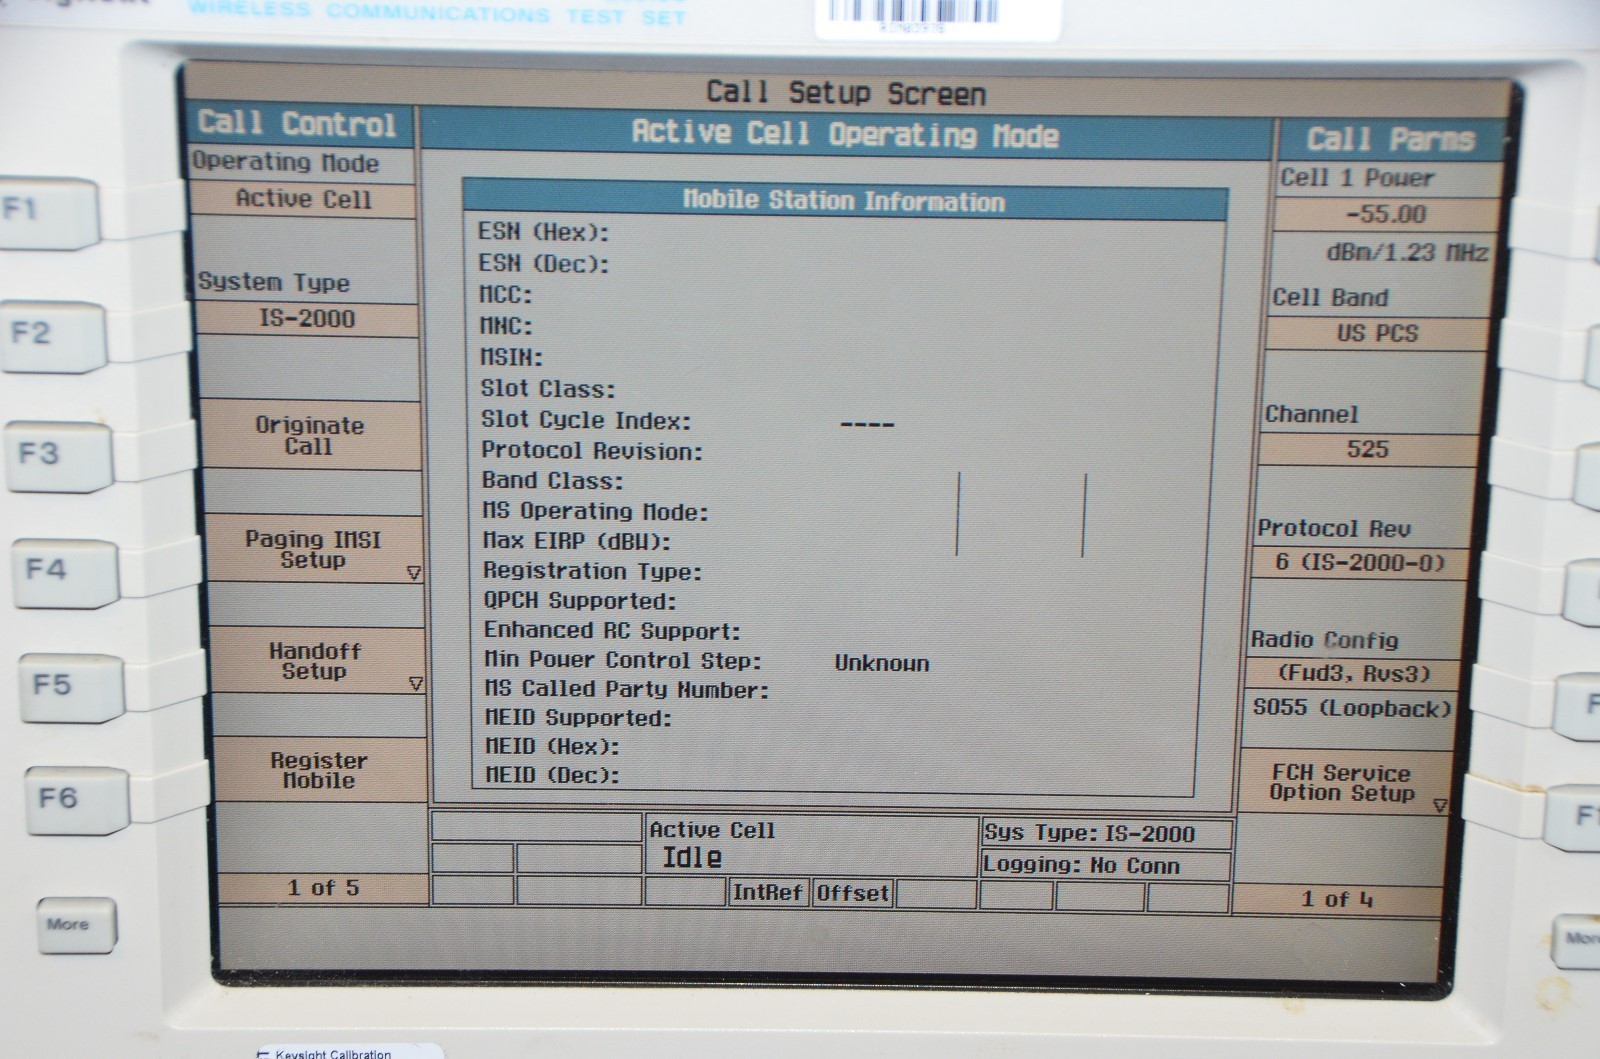 WIRELESS COMMUNICATIONS TEST SET
Call Setup Screen
Call Control
Operating Mode
Active Cell
System Type
IS-2000
Originate
Call
Paging IMSI
Setup
Handoff
Setup
Register
Mobile
1 of 5
Active Cell Operating Mode
Mobile Station Information
ESN (Hex):
ESN (Dec):
MCC:
MNC:
MSIN:
Slot Class:
Slot Cycle Index: ----
Protocol Revision:
Band Class:
MS Operating Mode:
Max EIRP (dBW):
Registration Type:
QPCH Supported:
Enhanced RC Support:
Min Power Control Step: Unknown
MS Called Party Number:
MEID Supported:
MEID (Hex):
MEID (Dec):
Active Cell
Idle
Sys Type: IS-2000
Logging: No Conn
IntRef Offset
Call Parms
Cell 1 Power
-55.00
dBm/1.23 MHz
Cell Band
US PCS
Channel
525
Protocol Rev
6 (IS-2000-0)
Radio Config
(Fwd3, Rvs3)
SO55 (Loopback)
FCH Service
Option Setup
1 of 4
F1
F2
F3
F4
F5
F6
More
More
Keysight Calibration